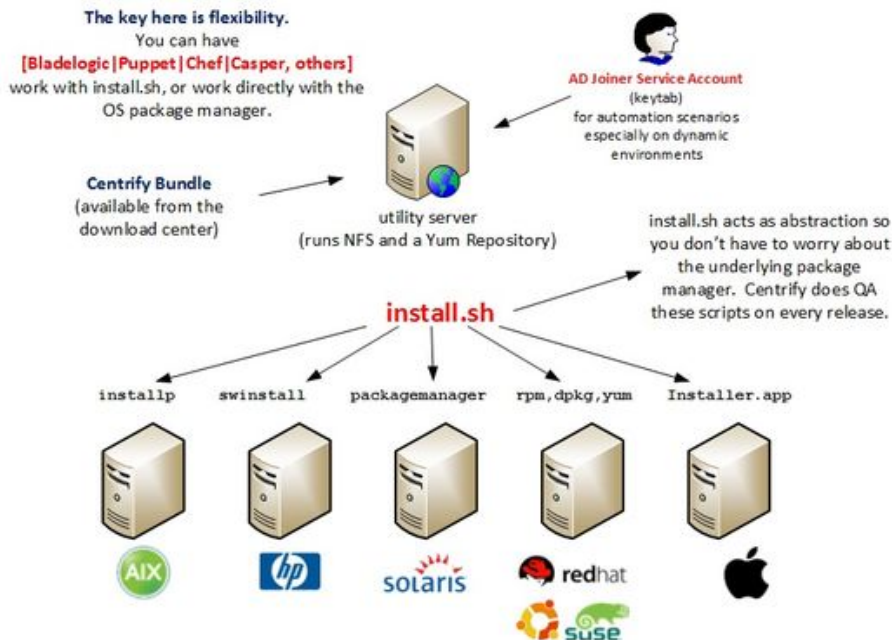 The key here is flexibility.
You can have
[Bladelogic|Puppet|Chef|Casper, others]
work with install.sh, or work directly with the
OS package manager.
AD Joiner Service Account
(keytab)
for automation scenarios
especially on dynamic
environments
Centrify Bundle
(available from the
download center)
utility server
(runs NFS and a Yum Repository)
install.sh acts as abstraction so
you don't have to worry about
the underlying package
manager. Centrify does QA
these scripts on every release.
install.sh
installp
swinstall
packagemanager
rpm,dpkg,yum
Installer.app
AIX
hp
solaris
redhat
suse